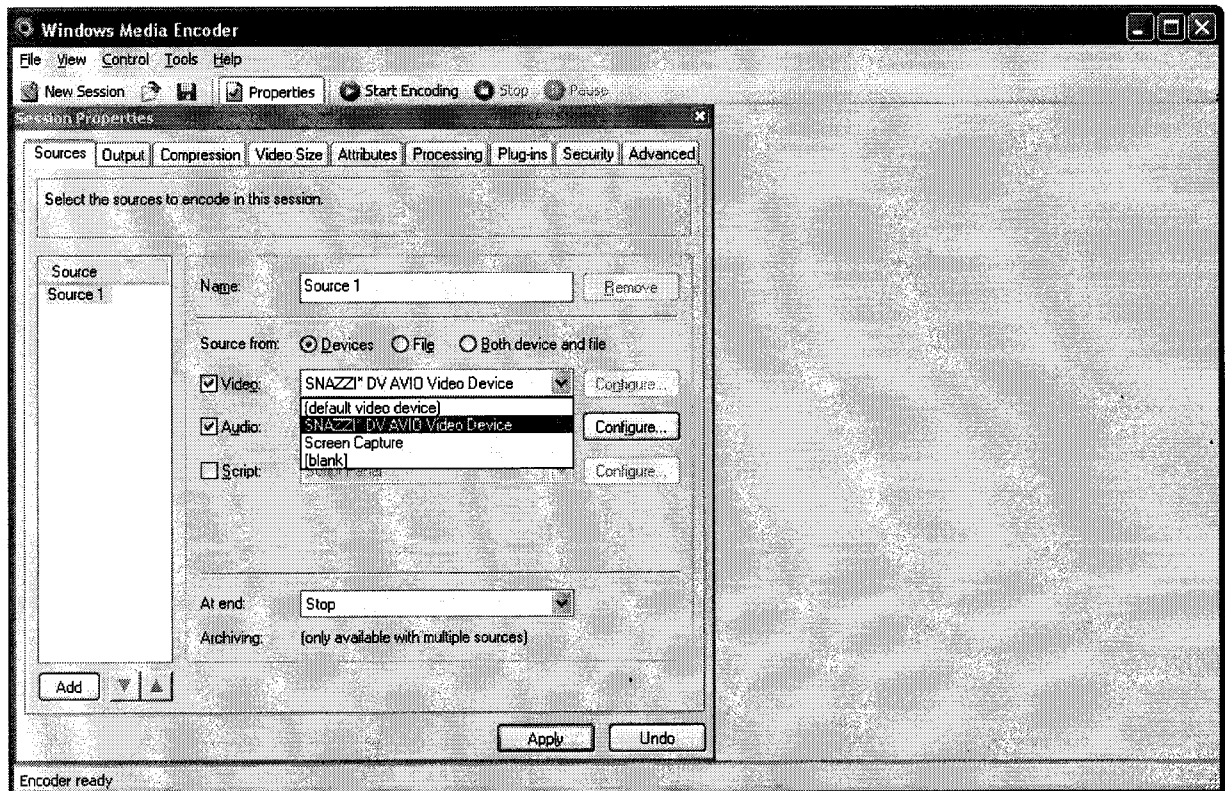 Windows Media Encoder
File View Control Tools Help
New Session Properties Start Encoding Stop Pause
Session Properties
Sources Output Compression Video Size Attributes Processing Plug-ins Security Advanced
Select the sources to encode in this session.
Source
Source 1
Name: Source 1 Remove
Source from: Devices File Both device and file
Video: SNAZZI* DV AVIO Video Device Configure...
(default video device)
Audio: SNAZZI* DV AVIO Video Device Configure...
Screen Capture
[blank]
Script: Configure...
At end: Stop
Archiving: (only available with multiple sources)
Add
Apply Undo
Encoder ready